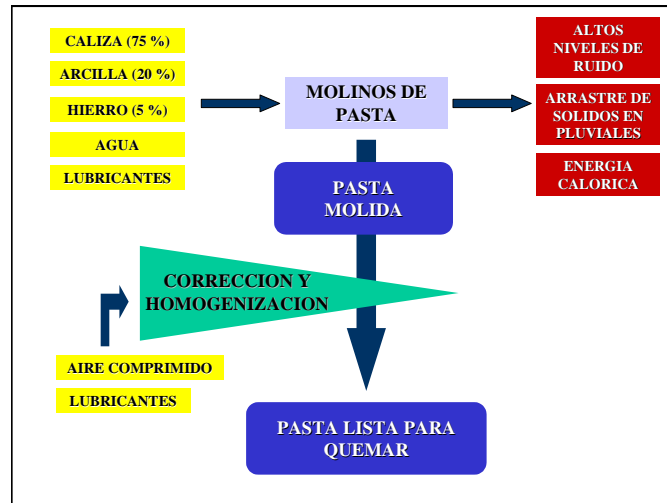 CALIZA (75 %)
ARCILLA (20 %)
HIERRO (5 %)
AGUA
LUBRICANTES
MOLINOS DE
PASTA
ALTOS
NIVELES DE
RUIDO
ARRASTRE DE
SOLIDOS EN
PLUVIALES
ENERGIA
CALORICA
PASTA
MOLIDA
CORRECCION Y
HOMOGENIZACION
AIRE COMPRIMIDO
LUBRICANTES
PASTA LISTA PARA
QUEMAR